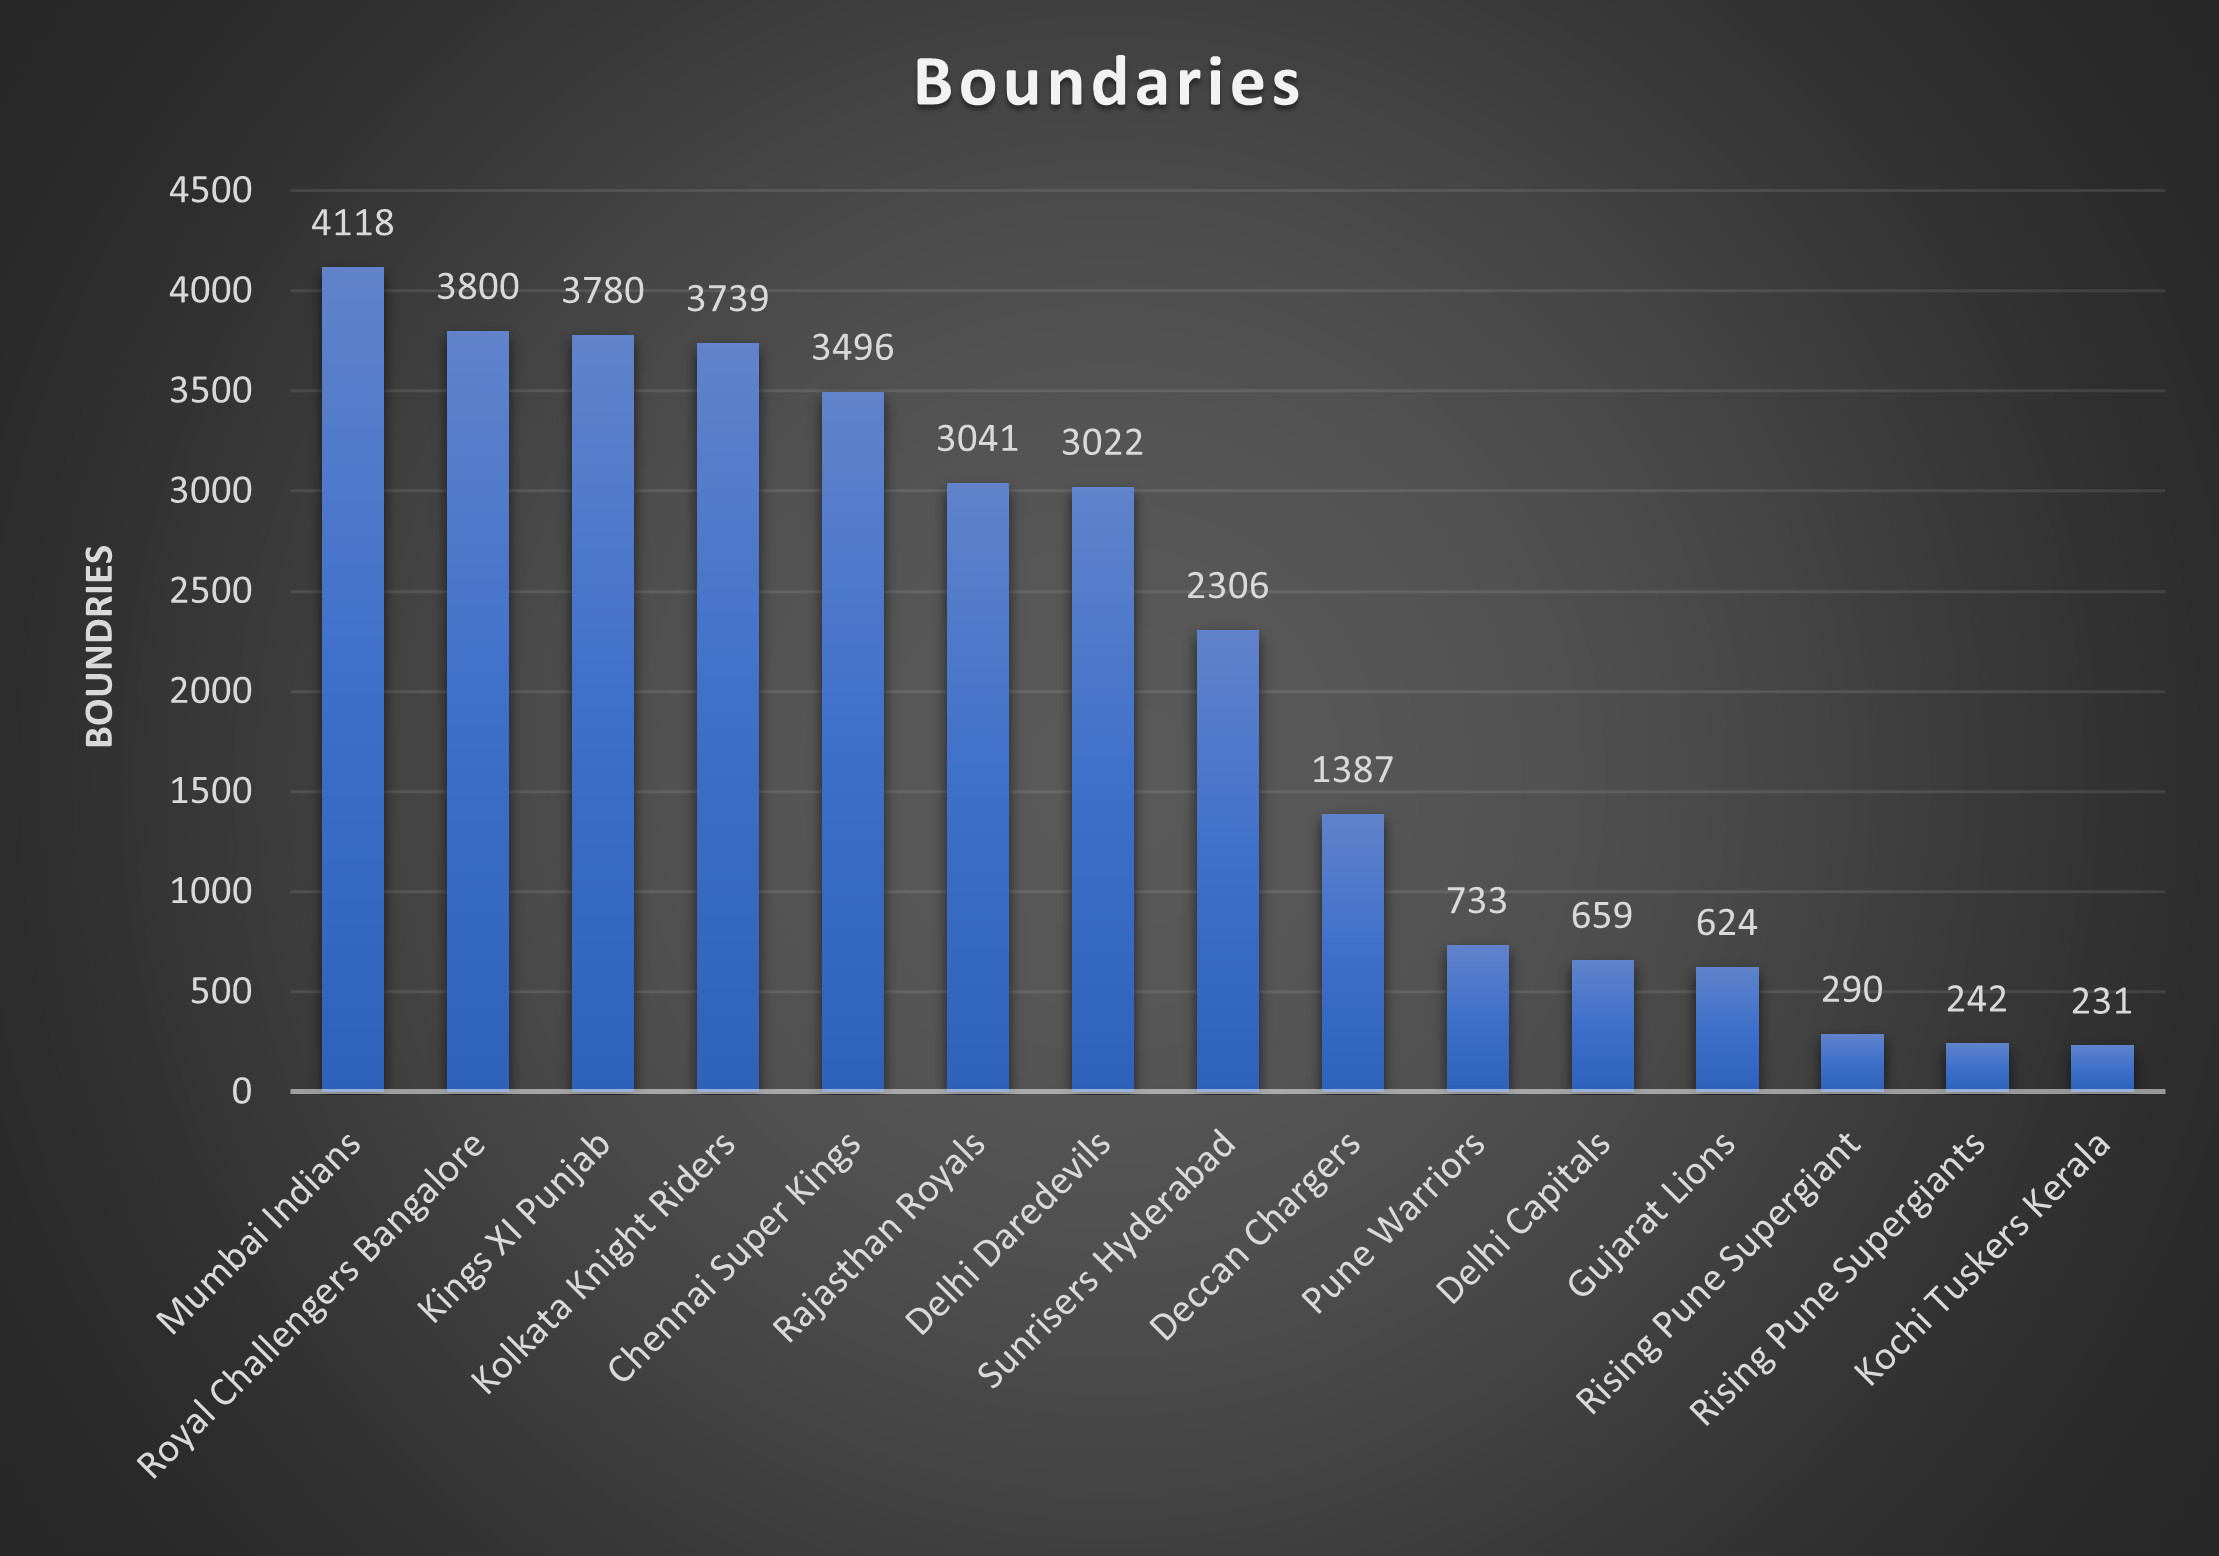 Boundaries
BOUNDRIES
4500
4000
3500
3000
2500
2000
1500
1000
500
0
4118
3800
3780
3739
3496
3041
3022
2306
1387
733
659
624
290
242
231
Mumbai Indians
Royal Challengers Bangalore
Kings XI Punjab
Kolkata Knight Riders
Chennai Super Kings
Rajasthan Royals
Delhi Daredevils
Sunrisers Hyderabad
Deccan Chargers
Pune Warriors
Delhi Capitals
Gujarat Lions
Rising Pune Supergiant
Rising Pune Supergiants
Kochi Tuskers Kerala